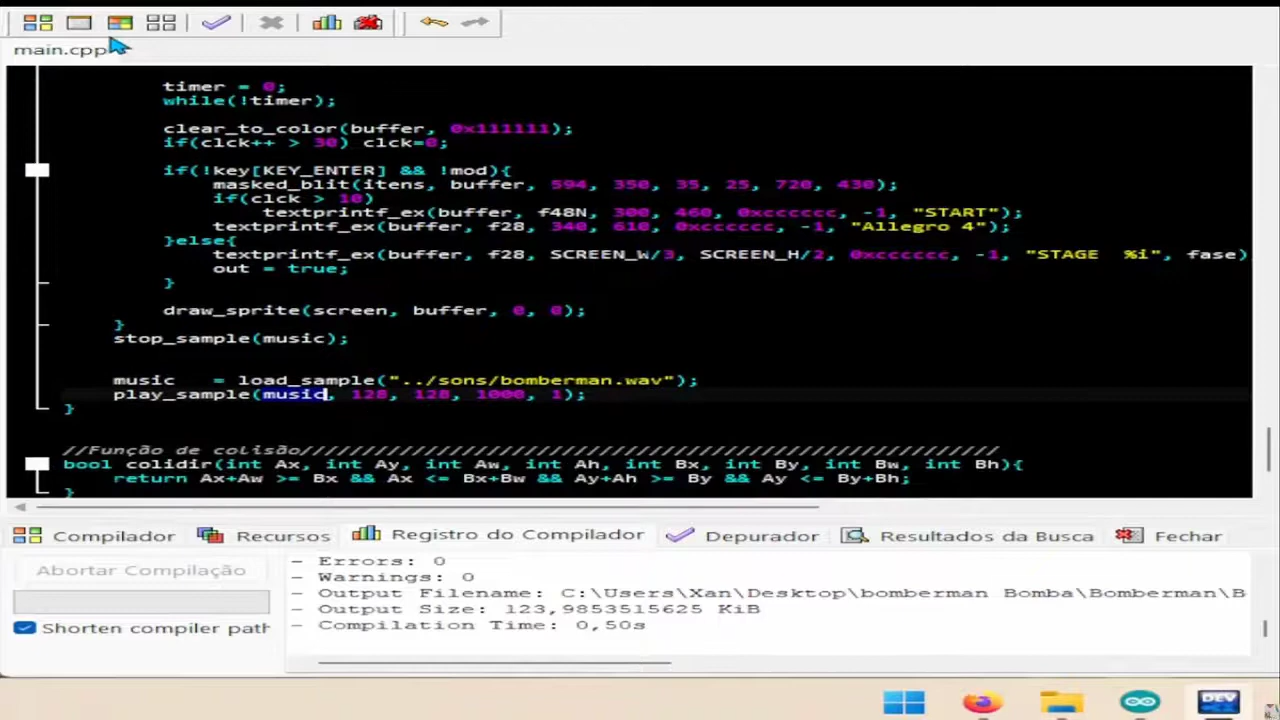 main.cpp
timer = 0;
while(!timer);
clear_to_color(buffer, 0x111111);
if(clck++ > 30) clck=0;
if(!key[KEY_ENTER] && !mod){
masked_blit(itens, buffer, 594, 350, 35, 25, 720, 430);
if(clck > 10)
textprintf_ex(buffer, f48N, 300, 460, 0xcccccc, -1, "START");
textprintf_ex(buffer, f28, 340, 610, 0xcccccc, -1, "Allegro 4");
}else{
textprintf_ex(buffer, f28, SCREEN_W/3, SCREEN_H/2, 0xcccccc, -1, "STAGE  %i", fase)
out = true;
}
draw_sprite(screen, buffer, 0, 0);
}
stop_sample(music);
music   = load_sample("../sons/bomberman.wav");
play_sample(music, 128, 128, 1000, 1);
}
//Função de colisão////////////////////////////////////////////////////////
bool colidir(int Ax, int Ay, int Aw, int Ah, int Bx, int By, int Bw, int Bh){
return Ax+Aw >= Bx && Ax <= Bx+Bw && Ay+Ah >= By && Ay <= By+Bh;
}
Compilador Recursos Registro do Compilador Depurador Resultados da Busca Fechar
Abortar Compilação
Shorten compiler path
- Errors: 0
- Warnings: 0
- Output Filename: C:\Users\Xan\Desktop\bomberman Bomba\Bomberman\B
- Output Size: 123,9853515625 KiB
- Compilation Time: 0,50s
DEV